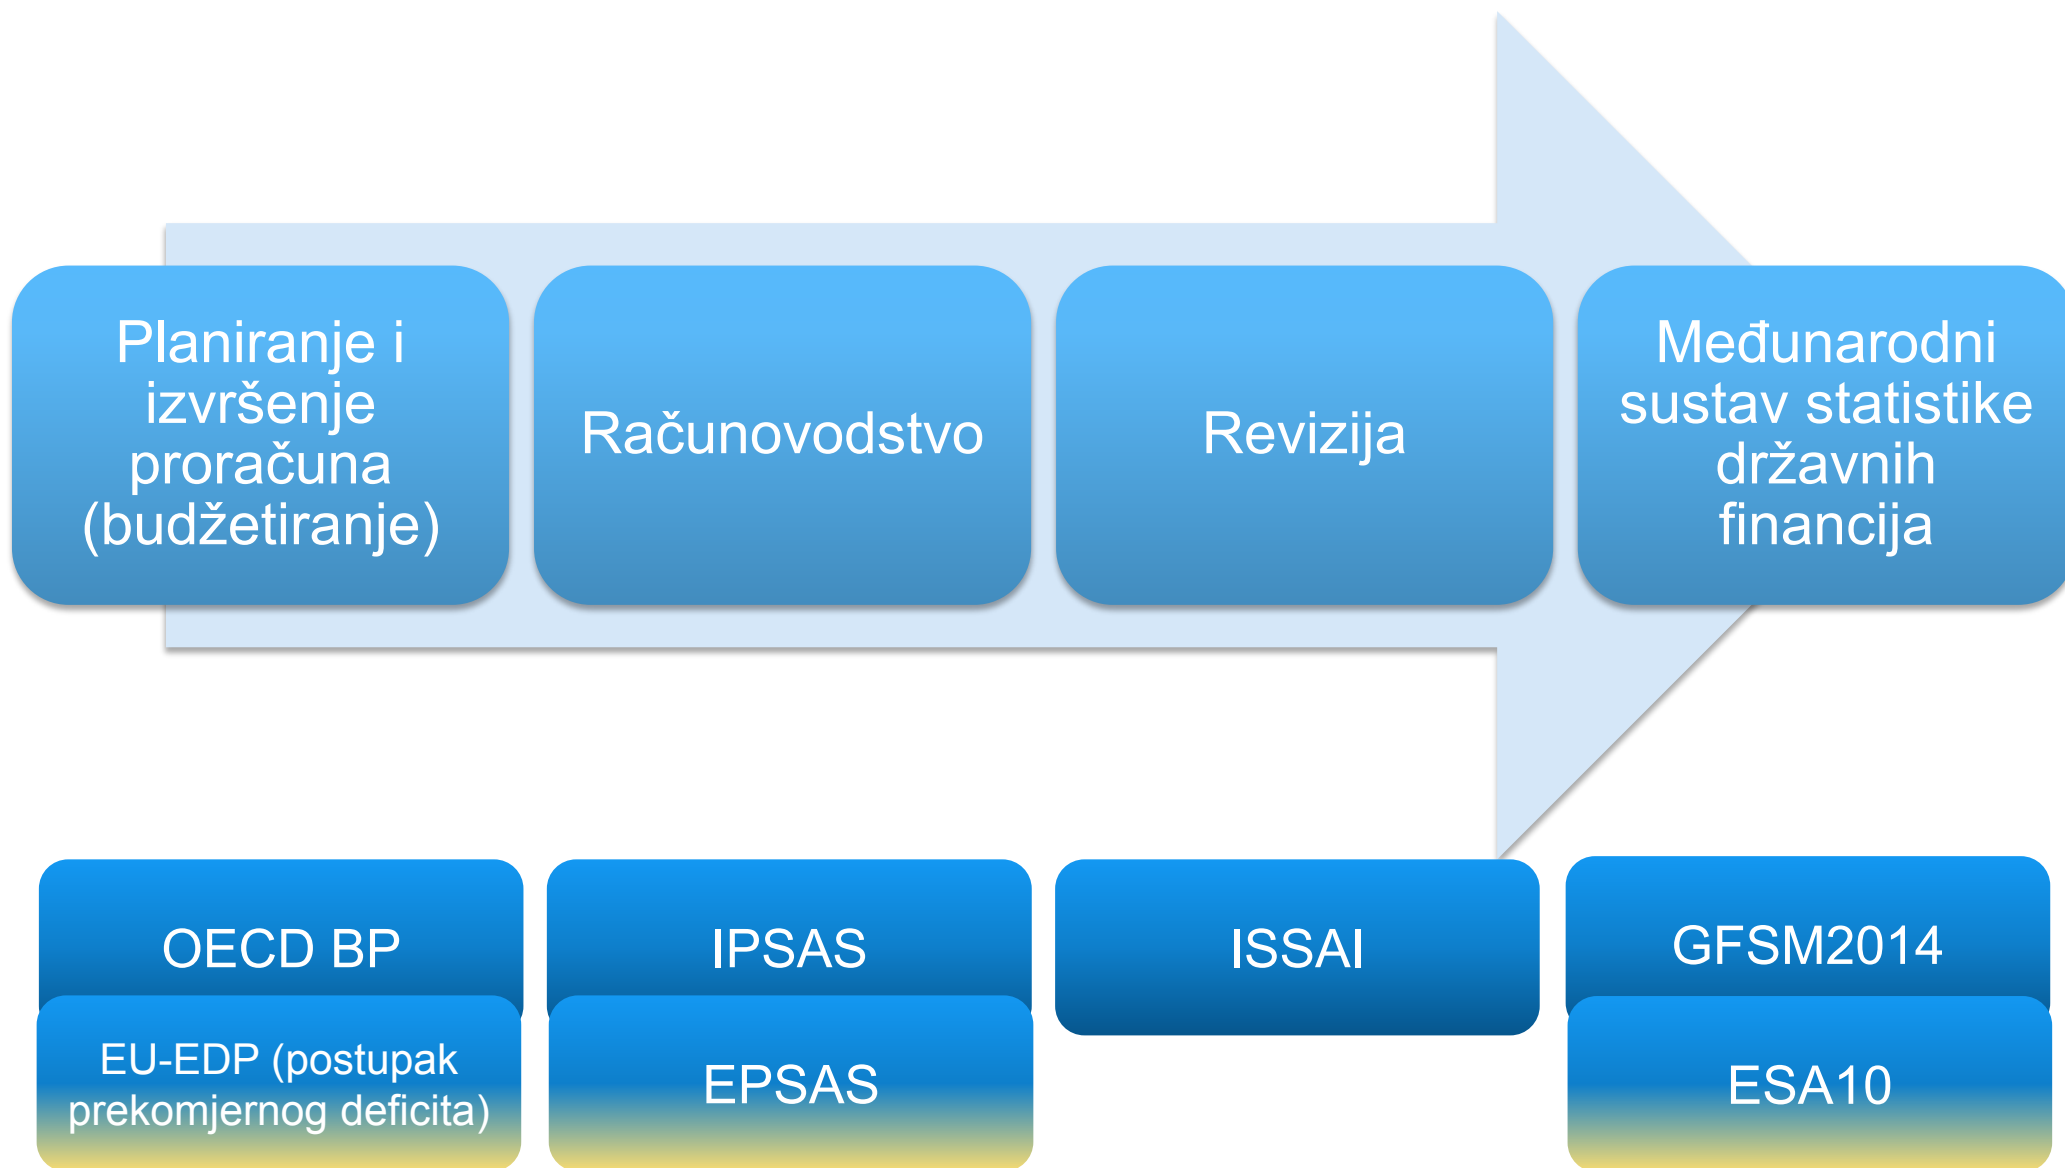 Planiranje i
izvršenje
proračuna
(budžetiranje)
Računovodstvo
Revizija
Međunarodni
sustav statistike
državnih
financija
OECD BP
IPSAS
ISSAI
GFSM2014
EU-EDP (postupak
prekomjernog deficita)
EPSAS
ESA10